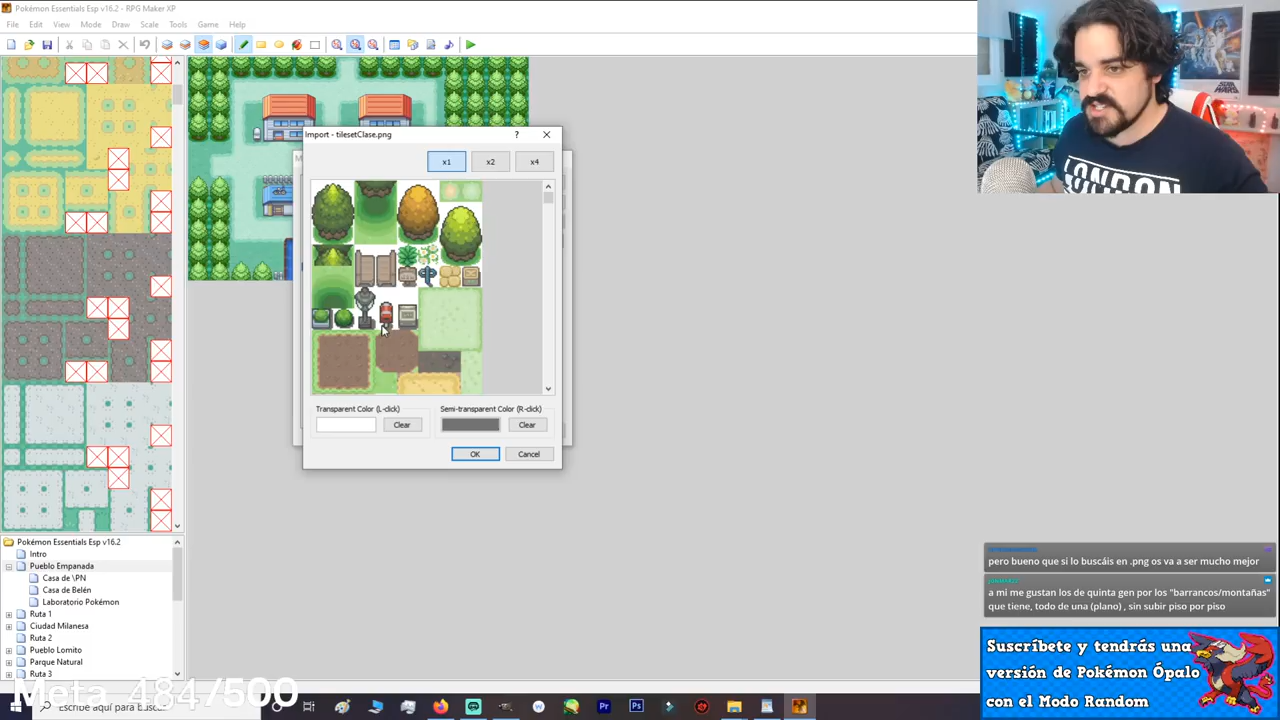 Pokémon Essentials Esp v16.2 - RPG Maker XP
File Edit View Mode Draw Scale Tools Game Help
Import - tilesetClase.png
?
x1 x2 x4
Transparent Color (L-click)
Semi-transparent Color (R-click)
Clear
Clear
OK
Cancel
Pokémon Essentials Esp v16.2
Intro
Pueblo Empanada
Casa de \PN
Casa de Belén
Laboratorio Pokémon
Ruta 1
Ciudad Milanesa
Ruta 2
Pueblo Lomito
Parque Natural
Ruta 3
Meta 484/500
Escribe aquí para buscar
STAR WARS
LONDON
pero bueno que si lo buscáis en .png os va a ser mucho mejor
a mi me gustan los de quinta gen por los "barrancos/montañas"
que tiene, todo de una (plano) , sin subir piso por piso
Suscríbete y tendrás una
versión de Pokémon Ópalo
con el Modo Random